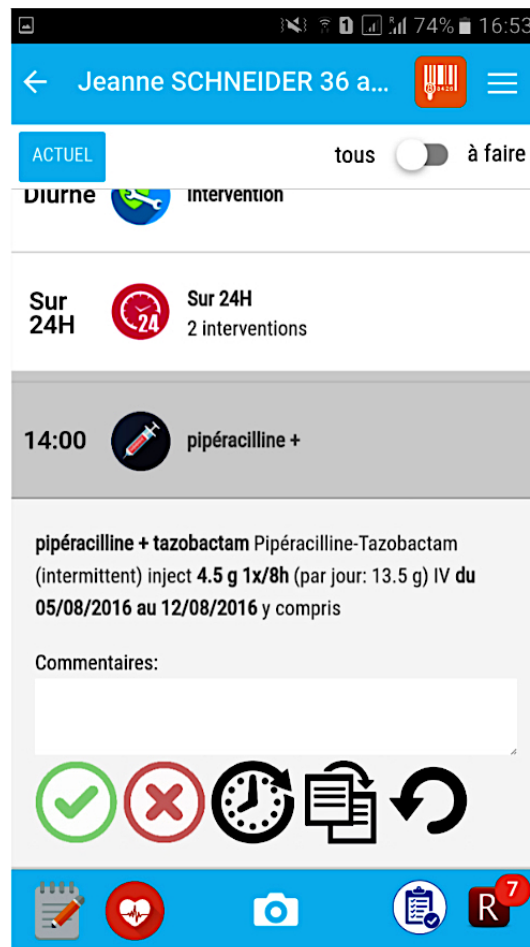 1 74% 16:53
Jeanne SCHNEIDER 36 a...
ACTUEL tous à faire
Diurne intervention
Sur 24H
24
Sur 24H
2 interventions
14:00 pipéracilline +
pipéracilline + tazobactam Pipéracilline-Tazobactam
(intermittent) inject 4.5 g 1x/8h (par jour: 13.5 g) IV du
05/08/2016 au 12/08/2016 y compris
Commentaires:
R 7